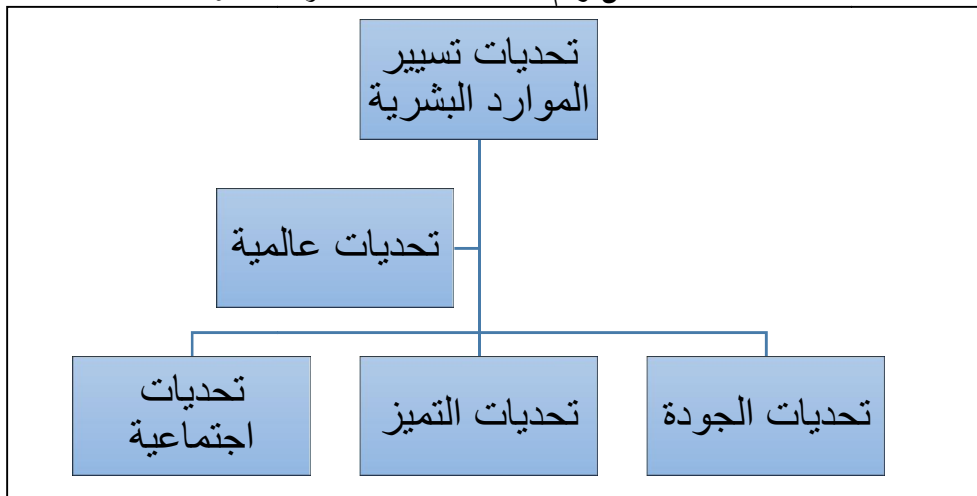 تحديات تسيير
الموارد البشرية
تحديات عالمية
تحديات الجودة
تحديات التميز
تحديات
اجتماعية